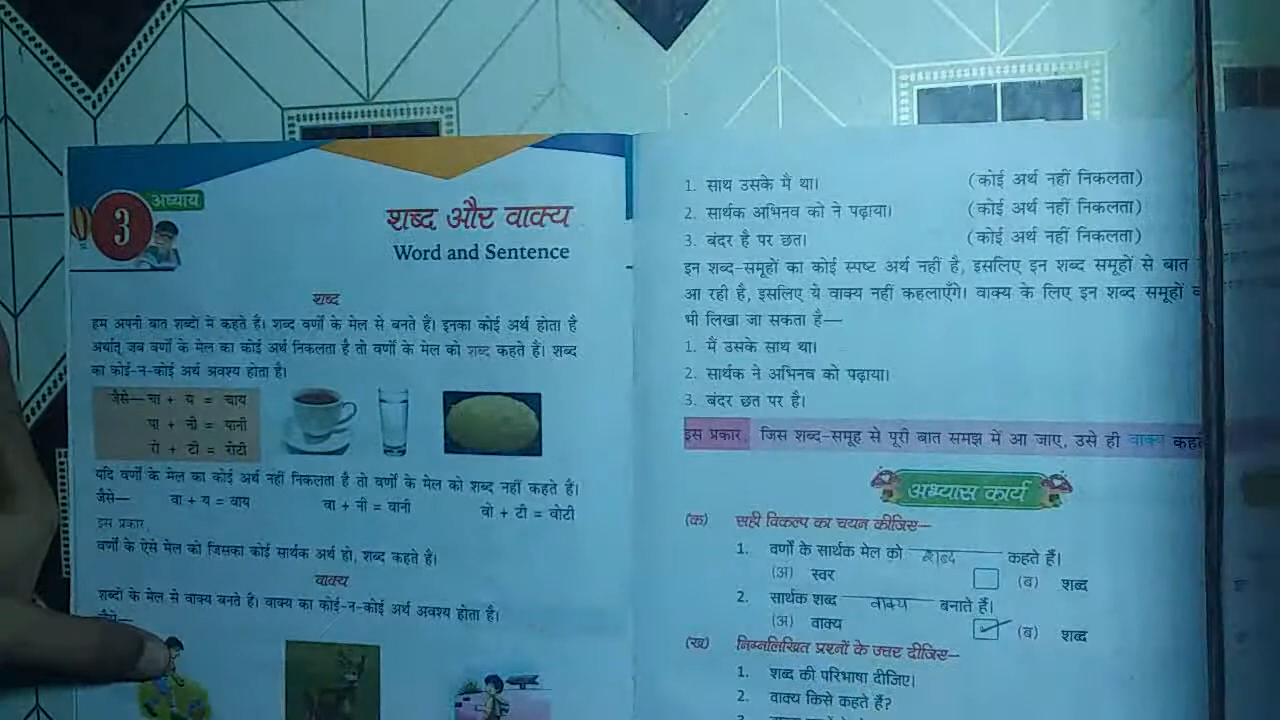 3
अध्याय
शब्द और वाक्य
Word and Sentence
शब्द
हम अपनी बात शब्दों में कहते हैं। शब्द वर्णों के मेल से बनते हैं। इनका कोई अर्थ होता है
अर्थात् जब वर्णों के मेल का कोई अर्थ निकलता है तो वर्णों के मेल को शब्द कहते हैं। शब्द
का कोई-न-कोई अर्थ अवश्य होता है।
जैसे— चा + य = चाय
पा + नी = पानी
रो + टी = रोटी
यदि वर्णों के मेल का कोई अर्थ नहीं निकलता है तो वर्णों के मेल को शब्द नहीं कहते हैं।
जैसे— वा + य = वाय वा + नी = वानी वो + टी = वोटी
इस प्रकार,
वर्णों के ऐसे मेल को जिसका कोई सार्थक अर्थ हो, शब्द कहते हैं।
वाक्य
शब्दों के मेल से वाक्य बनते हैं। वाक्य का कोई-न-कोई अर्थ अवश्य होता है।
जैसे—
1. साथ उसके मैं था। (कोई अर्थ नहीं निकलता)
2. सार्थक अभिनव को ने पढ़ाया। (कोई अर्थ नहीं निकलता)
3. बंदर है पर छत। (कोई अर्थ नहीं निकलता)
इन शब्द-समूहों का कोई स्पष्ट अर्थ नहीं है, इसलिए इन शब्द समूहों से बात
आ रही है, इसलिए ये वाक्य नहीं कहलाएँगे। वाक्य के लिए इन शब्द समूहों
भी लिखा जा सकता है—
1. मैं उसके साथ था।
2. सार्थक ने अभिनव को पढ़ाया।
3. बंदर छत पर है।
इस प्रकार जिस शब्द-समूह से पूरी बात समझ में आ जाए, उसे ही वाक्य
अभ्यास कार्य
(क) सही विकल्प का चयन कीजिए—
1. वर्णों के सार्थक मेल को शब्द कहते हैं।
(अ) स्वर (ब) शब्द
2. सार्थक शब्द वाक्य बनाते हैं।
(अ) वाक्य ✓ (ब) शब्द
(ख) निम्नलिखित प्रश्नों के उत्तर दीजिए—
1. शब्द की परिभाषा दीजिए।
2. वाक्य किसे कहते हैं?